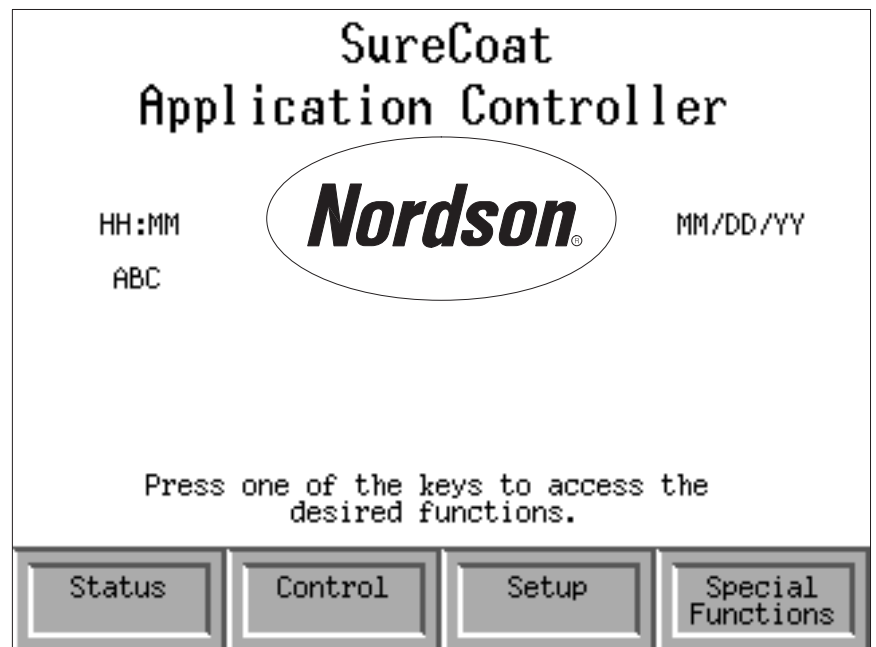 SureCoat
Application Controller
Nordson®
HH:MM
MM/DD/YY
ABC
Press one of the keys to access the
desired functions.
Status
Control
Setup
Special
Functions